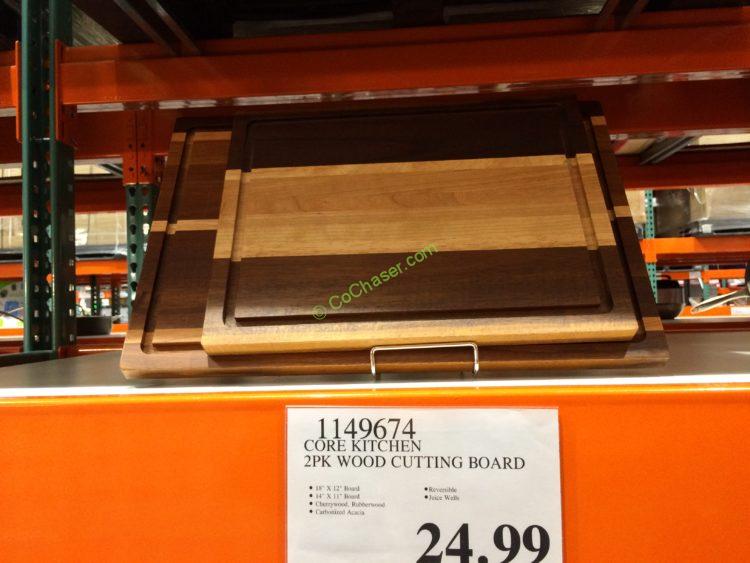 © CoChaser.com
1149674
CORE KITCHEN
2PK WOOD CUTTING BOARD
• 18" X 12" Board
• 14" X 11" Board
• Cherrywood, Rubberwood
• Carbonized Acacia
• Reversible
• Juice Wells
24.99